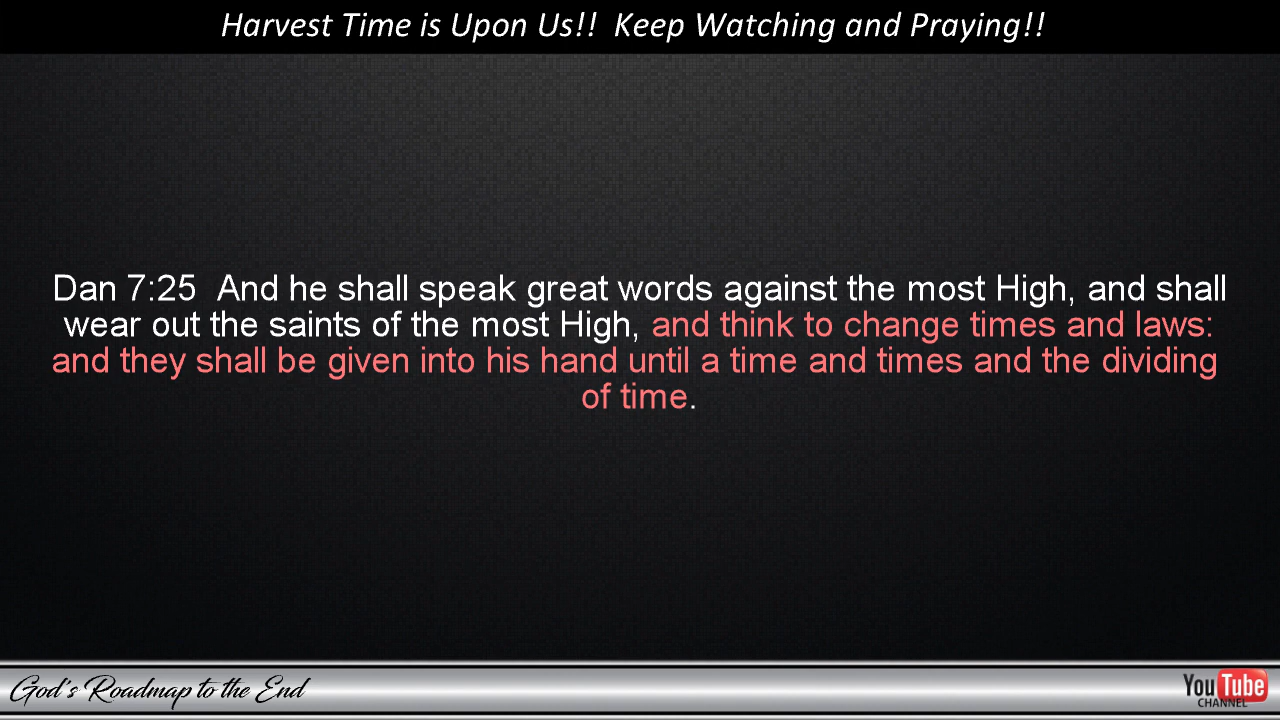 Harvest Time is Upon Us!!  Keep Watching and Praying!!
Dan 7:25  And he shall speak great words against the most High, and shall
wear out the saints of the most High, and think to change times and laws:
and they shall be given into his hand until a time and times and the dividing
of time.
God's Roadmap to the End
YouTube
CHANNEL